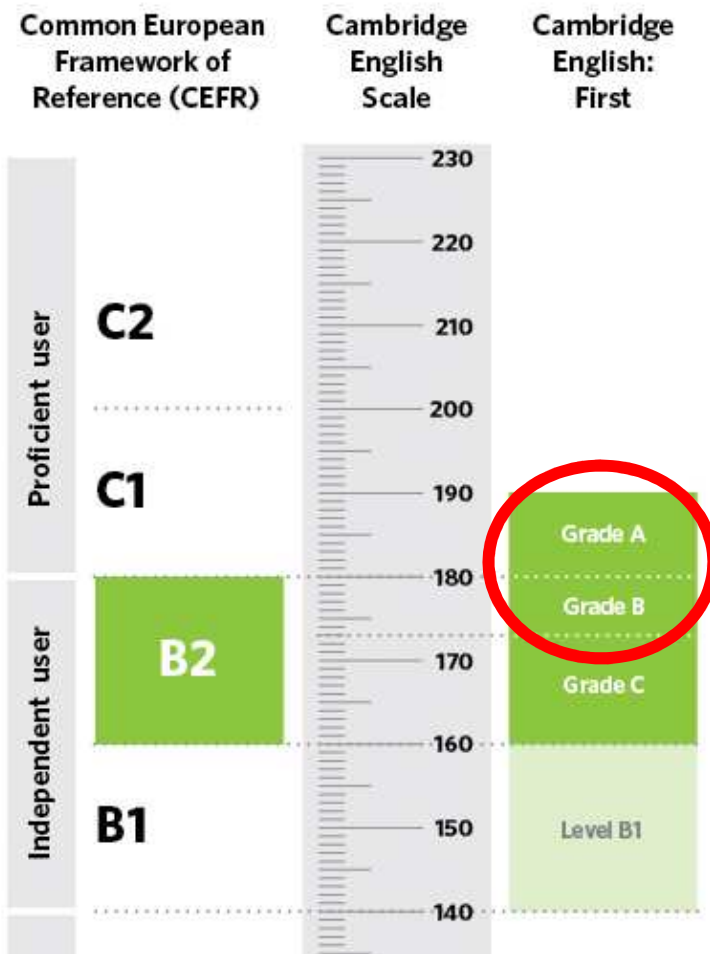 Common European
Framework of
Reference (CEFR)
Cambridge
English
Scale
Cambridge
English:
First
230
220
C2
210
200
Proficient user
C1
190
Grade A
180
Grade B
B2
170
Grade C
160
Independent user
B1
150
Level B1
140